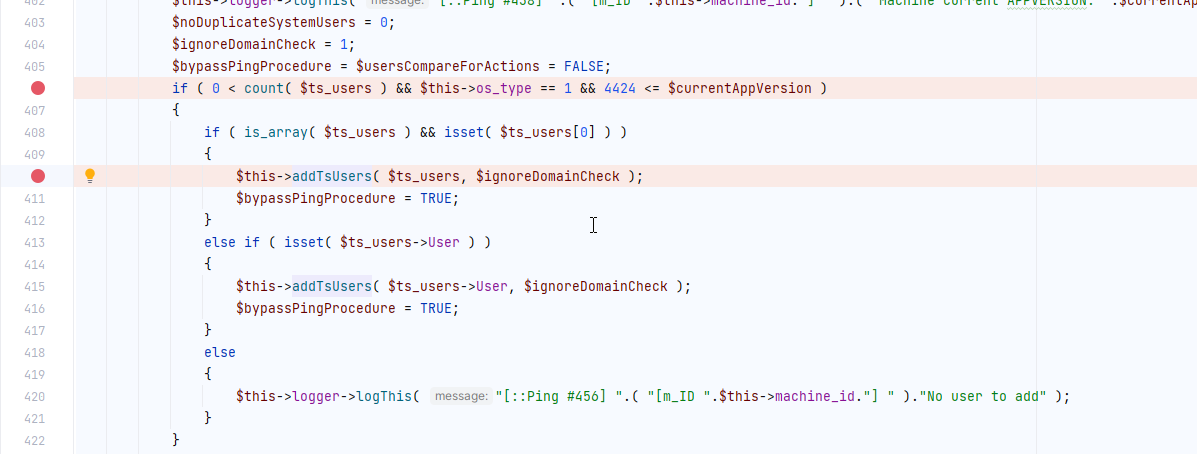 402 $this->logger->logThis( message: "[::Ping #458] ".( "[m_ID ".$this->machine_id."] " ).( "Machine current APPVERSION: ".$currentAp
403 $noDuplicateSystemUsers = 0;
404 $ignoreDomainCheck = 1;
405 $bypassPingProcedure = $usersCompareForActions = FALSE;
if ( 0 < count( $ts_users ) && $this->os_type == 1 && 4424 <= $currentAppVersion )
407 {
408 if ( is_array( $ts_users ) && isset( $ts_users[0] ) )
409 {
$this->addTsUsers( $ts_users, $ignoreDomainCheck );
411 $bypassPingProcedure = TRUE;
412 }
413 else if ( isset( $ts_users->User ) )
414 {
415 $this->addTsUsers( $ts_users->User, $ignoreDomainCheck );
416 $bypassPingProcedure = TRUE;
417 }
418 else
419 {
420 $this->logger->logThis( message: "[::Ping #456] ".( "[m_ID ".$this->machine_id."] " )."No user to add" );
421 }
422 }